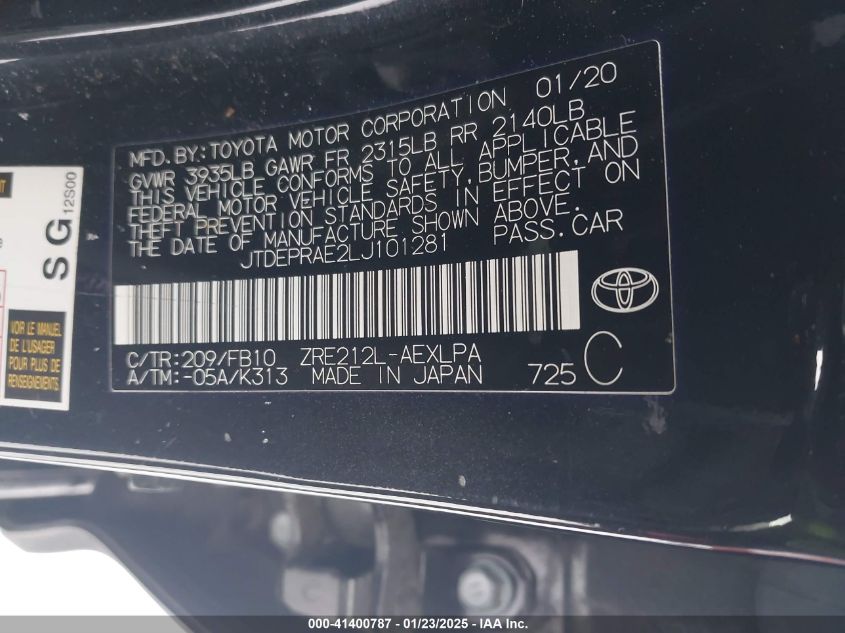 MFD. BY: TOYOTA MOTOR CORPORATION 01/20
GVWR 3935LB GAWR FR 2315LB RR 2140LB
THIS VEHICLE CONFORMS TO ALL APPLICABLE
FEDERAL MOTOR VEHICLE SAFETY, BUMPER, AND
THEFT PREVENTION STANDARDS IN EFFECT ON
THE DATE OF MANUFACTURE SHOWN ABOVE.
JTDEPRAE2LJ101281 PASS.CAR
C/TR: 209/FB10 ZRE212L-AEXLPA
A/TM: -05A/K313 MADE IN JAPAN 725 C
SG
12S00
VOIR LE MANUEL
DE L'USAGER
POUR PLUS DE
RENSEIGNEMENTS
000-41400787 - 01/23/2025 - IAA Inc.